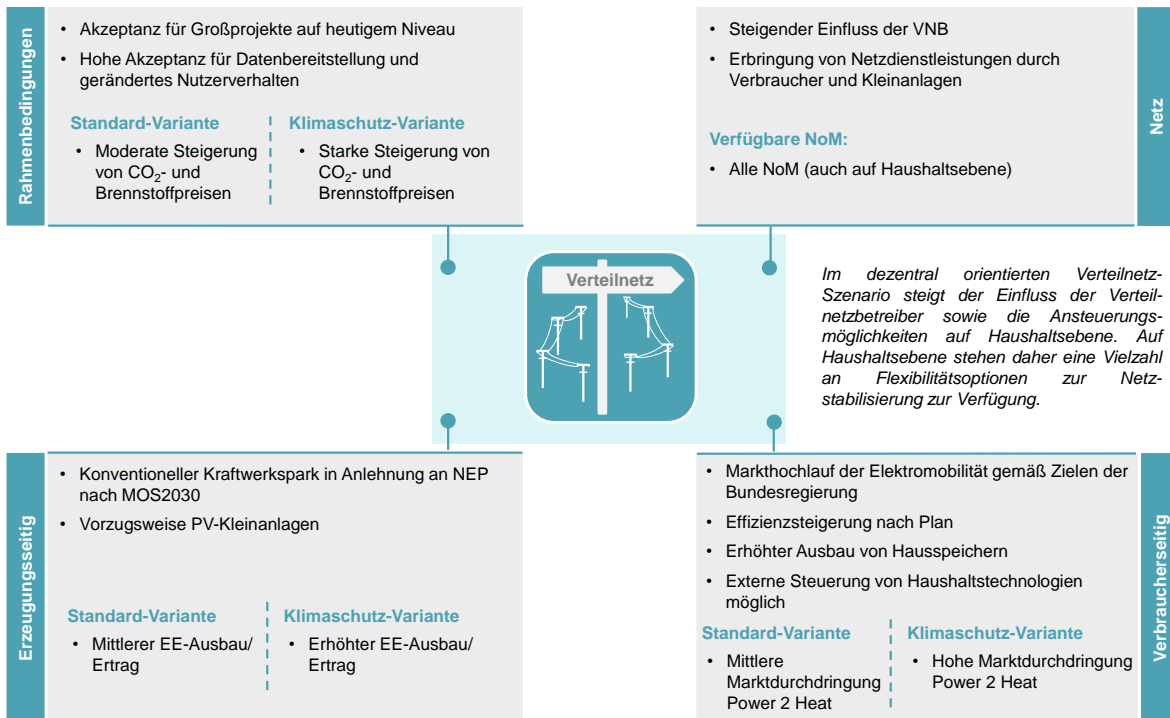 Rahmenbedingungen
• Akzeptanz für Großprojekte auf heutigem Niveau
• Hohe Akzeptanz für Datenbereitstellung und
gerändertes Nutzerverhalten
Standard-Variante
• Moderate Steigerung
von CO₂- und
Brennstoffpreisen
Klimaschutz-Variante
• Starke Steigerung von
CO₂- und
Brennstoffpreisen
Netz
• Steigender Einfluss der VNB
• Erbringung von Netzdienstleistungen durch
Verbraucher und Kleinanlagen
Verfügbare NoM:
• Alle NoM (auch auf Haushaltsebene)
Verteilnetz
Im dezentral orientierten Verteilnetz-
Szenario steigt der Einfluss der Verteil-
netzbetreiber sowie die Ansteuerungs-
möglichkeiten auf Haushaltsebene. Auf
Haushaltsebene stehen daher eine Vielzahl
an Flexibilitätsoptionen zur Netz-
stabilisierung zur Verfügung.
Erzeugungsseitig
• Konventioneller Kraftwerkspark in Anlehnung an NEP
nach MOS2030
• Vorzugsweise PV-Kleinanlagen
Standard-Variante
• Mittlerer EE-Ausbau/
Ertrag
Klimaschutz-Variante
• Erhöhter EE-Ausbau/
Ertrag
Verbraucherseitig
• Markthochlauf der Elektromobilität gemäß Zielen der
Bundesregierung
• Effizienzsteigerung nach Plan
• Erhöhter Ausbau von Hausspeichern
• Externe Steuerung von Haushaltstechnologien
möglich
Standard-Variante
• Mittlere
Marktdurchdringung
Power 2 Heat
Klimaschutz-Variante
• Hohe Marktdurchdringung
Power 2 Heat